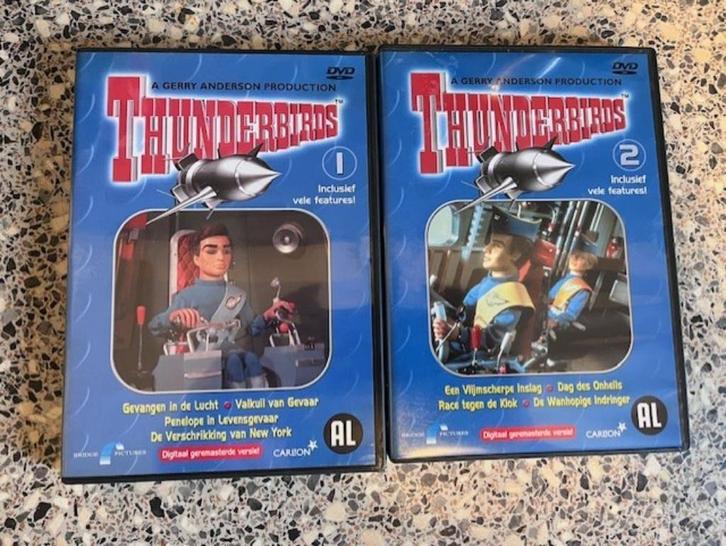 DVD
A GERRY ANDERSON PRODUCTION
THUNDERBIRDS™
1
Inclusief
vele features!
Gevangen in de Lucht • Valkuil van Gevaar
Penelope in Levensgevaar
De Verschrikking van New York
AL
BRIDGE PICTURES
Digitaal geremasterde versie!
CARLTON
DVD
A GERRY ANDERSON PRODUCTION
THUNDERBIRDS™
2
Inclusief
vele features!
Een Vlijmscherpe Inslag • Dag des Onheils
Race tegen de Klok • De Wanhopige Indringer
AL
BRIDGE PICTURES
Digitaal geremasterde versie!
CARLTON